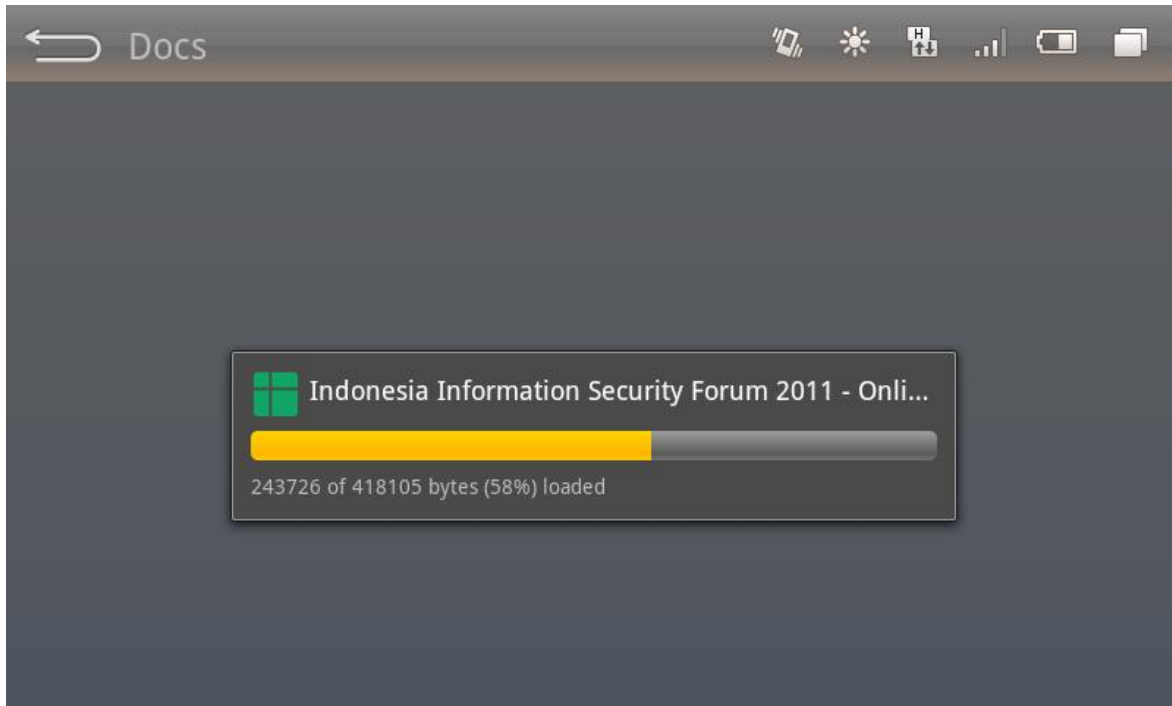 Docs
H
Indonesia Information Security Forum 2011 - Onli...
243726 of 418105 bytes (58%) loaded